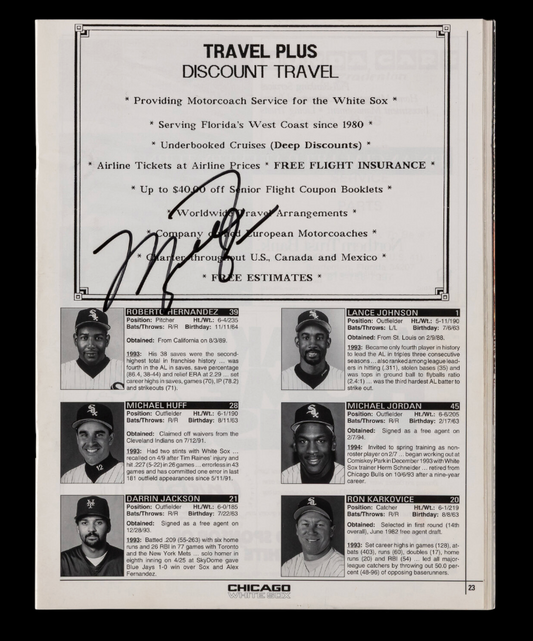 TRAVEL PLUS
DISCOUNT TRAVEL
* Providing Motorcoach Service for the White Sox *
* Serving Florida's West Coast since 1980 *
* Underbooked Cruises (Deep Discounts) *
* Airline Tickets at Airline Prices * FREE FLIGHT INSURANCE *
* Up to $40.00 off Senior Flight Coupon Booklets *
* Worldwide Travel Arrangements *
* Company European Motorcoaches *
* Charter throughout U.S., Canada and Mexico *
* FREE ESTIMATES *
ROBERTO HERNANDEZ 39
Position: Pitcher Ht./Wt.: 6-4/235
Bats/Throws: R/R Birthday: 11/11/64
Obtained: From California on 8/3/89.
1993: His 38 saves were the second-
highest total in franchise history ... was
fourth in the AL in saves, save percentage
(86.4, 38-44) and relief ERA at 2.29 ... set
career highs in saves, games (70), IP (78.2)
and strikeouts (71).
LANCE JOHNSON 1
Position: Outfielder Ht./Wt.: 5-11/190
Bats/Throws: L/L Birthday: 7/6/63
Obtained: From St. Louis on 2/9/88.
1993: Became only fourth player in history
to lead the AL in triples three consecutive
seasons ... also ranked among league lead-
ers in hitting (.311), stolen bases (35) and
was tops in ground ball to flyballs ratio
(2.4:1) ... was the third hardest AL batter to
strike out.
MICHAEL HUFF 28
Position: Outfielder Ht./Wt.: 6-1/190
Bats/Throws: R/R Birthday: 8/11/63
Obtained: Claimed off waivers from the
Cleveland Indians on 7/12/91.
1993: Had two stints with White Sox ...
recalled on 4/9 after Tim Raines' injury and
hit .227 (5-22) in 26 games ... errorless in 43
games and has committed one error in last
181 outfield appearances since 5/11/91.
MICHAEL JORDAN 45
Position: Outfielder Ht./Wt.: 6-6/205
Bats/Throws: R/R Birthday: 2/17/63
Obtained: Signed as a free agent on
2/7/94.
1994: Invited to spring training as non-
roster player on 2/7 ... began working out at
Comiskey Park in December 1993 with White
Sox trainer Herm Schneider ... retired from
Chicago Bulls on 10/6/93 after a nine-year
career.
DARRIN JACKSON 21
Position: Outfielder Ht./Wt.: 6-0/185
Bats/Throws: R/R Birthday: 7/22/63
Obtained: Signed as a free agent on
12/28/93.
1993: Batted .209 (55-263) with six home
runs and 26 RBI in 77 games with Toronto
and the New York Mets ... solo homer in
eighth inning on 4/25 at SkyDome gave
Blue Jays 1-0 win over Sox and Alex
Fernandez.
RON KARKOVICE 20
Position: Catcher Ht./Wt.: 6-1/219
Bats/Throws: R/R Birthday: 8/8/63
Obtained: Selected in first round (14th
overall), June 1982 free agent draft.
1993: Set career highs in games (128), at-
bats (403), runs (60), doubles (17), home
runs (20) and RBI (54) ... led all major-
league catchers by throwing out 50.0 per
cent (48-96) of opposing baserunners.
CHICAGO
WHITE SOX
23